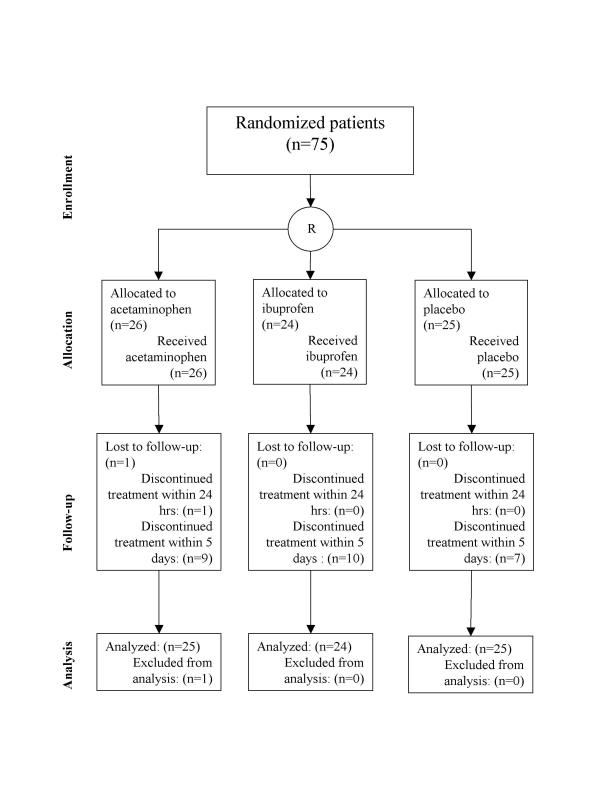 Randomized patients
(n=75)
Enrollment
R
Allocation
Allocated to
acetaminophen
(n=26)
Received
acetaminophen
(n=26)
Allocated to
ibuprofen
(n=24)
Received
ibuprofen
(n=24)
Allocated to
placebo
(n=25)
Received
placebo
(n=25)
Follow-up
Lost to follow-up:
(n=1)
Discontinued
treatment within 24
hrs: (n=1)
Discontinued
treatment within 5
days: (n=9)
Lost to follow-up:
(n=0)
Discontinued
treatment within 24
hrs: (n=0)
Discontinued
treatment within 5
days : (n=10)
Lost to follow-up:
(n=0)
Discontinued
treatment within 24
hrs: (n=0)
Discontinued
treatment within 5
days: (n=7)
Analysis
Analyzed: (n=25)
Excluded from
analysis: (n=1)
Analyzed: (n=24)
Excluded from
analysis: (n=0)
Analyzed: (n=25)
Excluded from
analysis: (n=0)